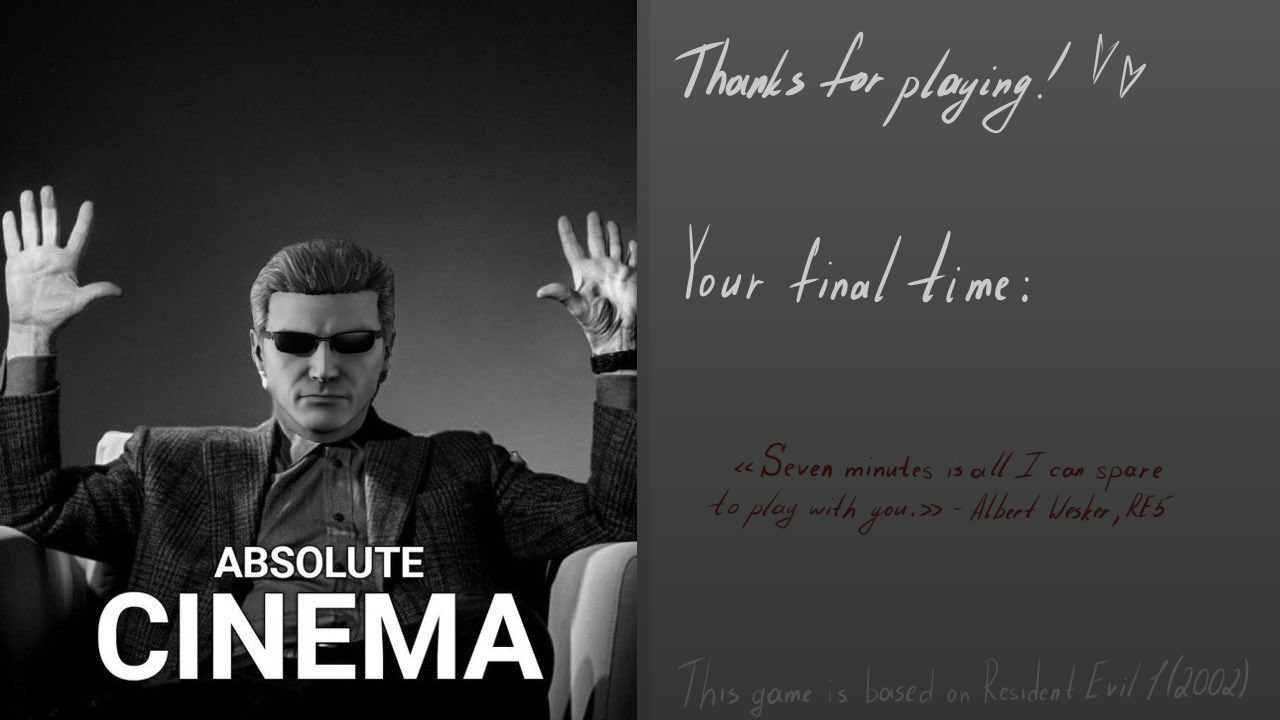 ABSOLUTE
CINEMA
Thanks for playing!
Your final time:
«Seven minutes is all I can spare
to play with you.» - Albert Wesker, RE5
This game is based on Resident Evil 1(2002)